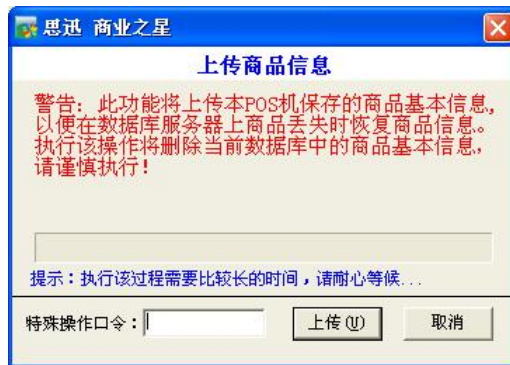 思迅 商业之星
上传商品信息
警告：此功能将上传本POS机保存的商品基本信息，
以便在数据库服务器上商品丢失时恢复商品信息。
执行该操作将删除当前数据库中的商品基本信息，
请谨慎执行！
提示：执行该过程需要比较长的时间，请耐心等候...
特殊操作口令： 上传(U) 取消